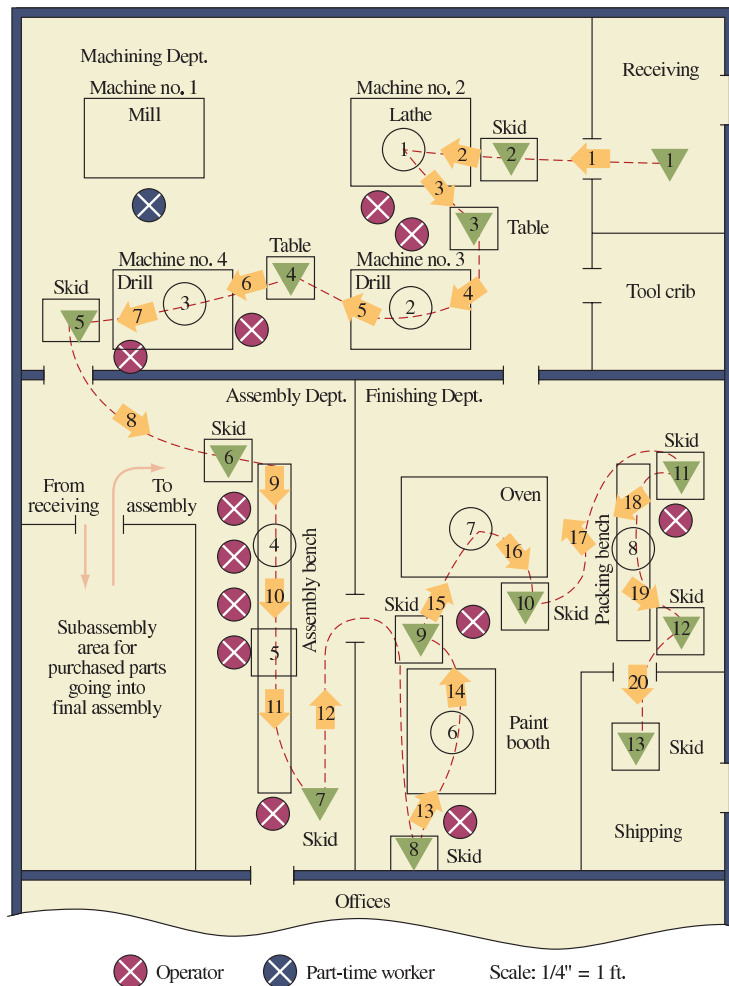 Machining Dept.
Machine no. 1
Mill
Machine no. 2
Lathe
1
2
Skid
2
1
Receiving
1
3
3
Table
Machine no. 4
Drill
3
6
Table
4
Machine no. 3
Drill
2
5
4
Tool crib
Skid
5
7
8
Assembly Dept.
Finishing Dept.
Skid
6
9
From
receiving
To
assembly
4
10
5
11
Assembly bench
12
7
Skid
Subassembly
area for
purchased parts
going into
final assembly
Oven
7
16
17
10
Skid
Skid
9
15
14
6
Paint
booth
13
8
Skid
Packing bench
Skid
11
18
8
19
Skid
12
20
13
Skid
Shipping
Offices
Operator
Part-time worker
Scale: 1/4" = 1 ft.